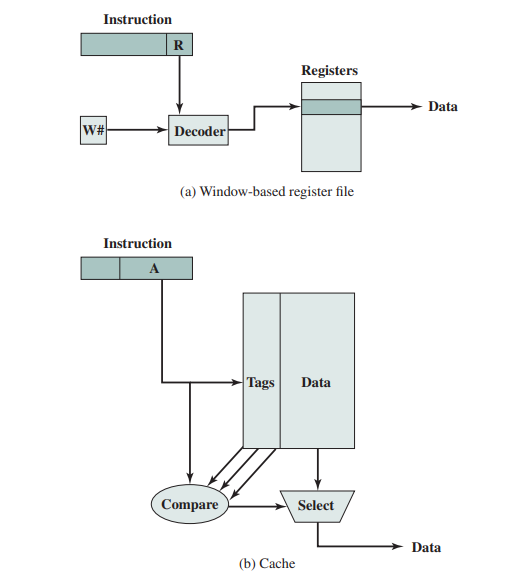 Instruction
R
Registers
Data
W#
Decoder
(a) Window-based register file
Instruction
A
Tags
Data
Compare
Select
Data
(b) Cache